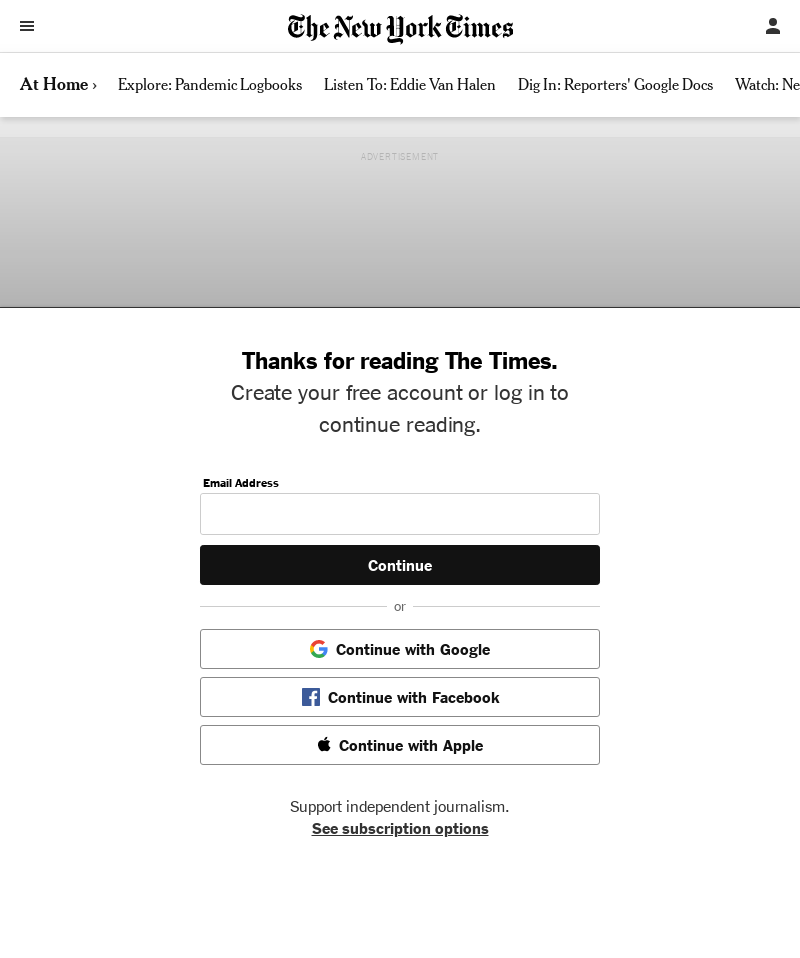 The New York Times
At Home › Explore: Pandemic Logbooks Listen To: Eddie Van Halen Dig In: Reporters' Google Docs Watch: Ne
ADVERTISEMENT
Thanks for reading The Times.
Create your free account or log in to
continue reading.
Email Address
Continue
or
Continue with Google
Continue with Facebook
Continue with Apple
Support independent journalism.
See subscription options